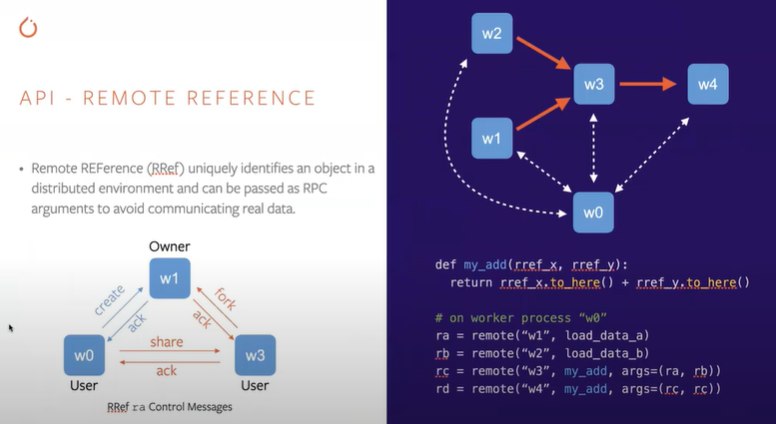 API - REMOTE REFERENCE
• Remote REFerence (RRef) uniquely identifies an object in a
distributed environment and can be passed as RPC
arguments to avoid communicating real data.
Owner
w1
create
ack
fork
ack
w0
share
ack
w3
User
User
RRef ra Control Messages
w2
w3
w4
w1
w0
def my_add(rref_x, rref_y):
return rref_x.to_here() + rref_y.to_here()
# on worker process “w0”
ra = remote(“w1”, load_data_a)
rb = remote(“w2”, load_data_b)
rc = remote(“w3”, my_add, args=(ra, rb))
rd = remote(“w4”, my_add, args=(rc, rc))